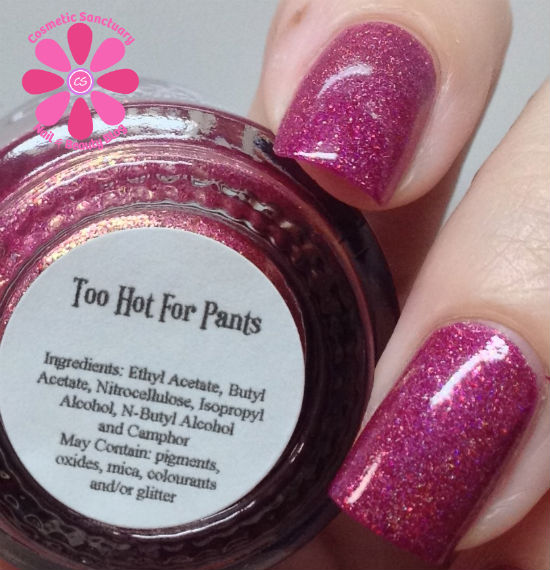 Cosmetic Sanctuary
CS
Too Hot For Pants
Ingredients: Ethyl Acetate, Butyl
Acetate, Nitrocellulose, Isopropyl
Alcohol, N-Butyl Alcohol
and Camphor
May Contain: pigments,
oxides, mica, colourants
and/or glitter